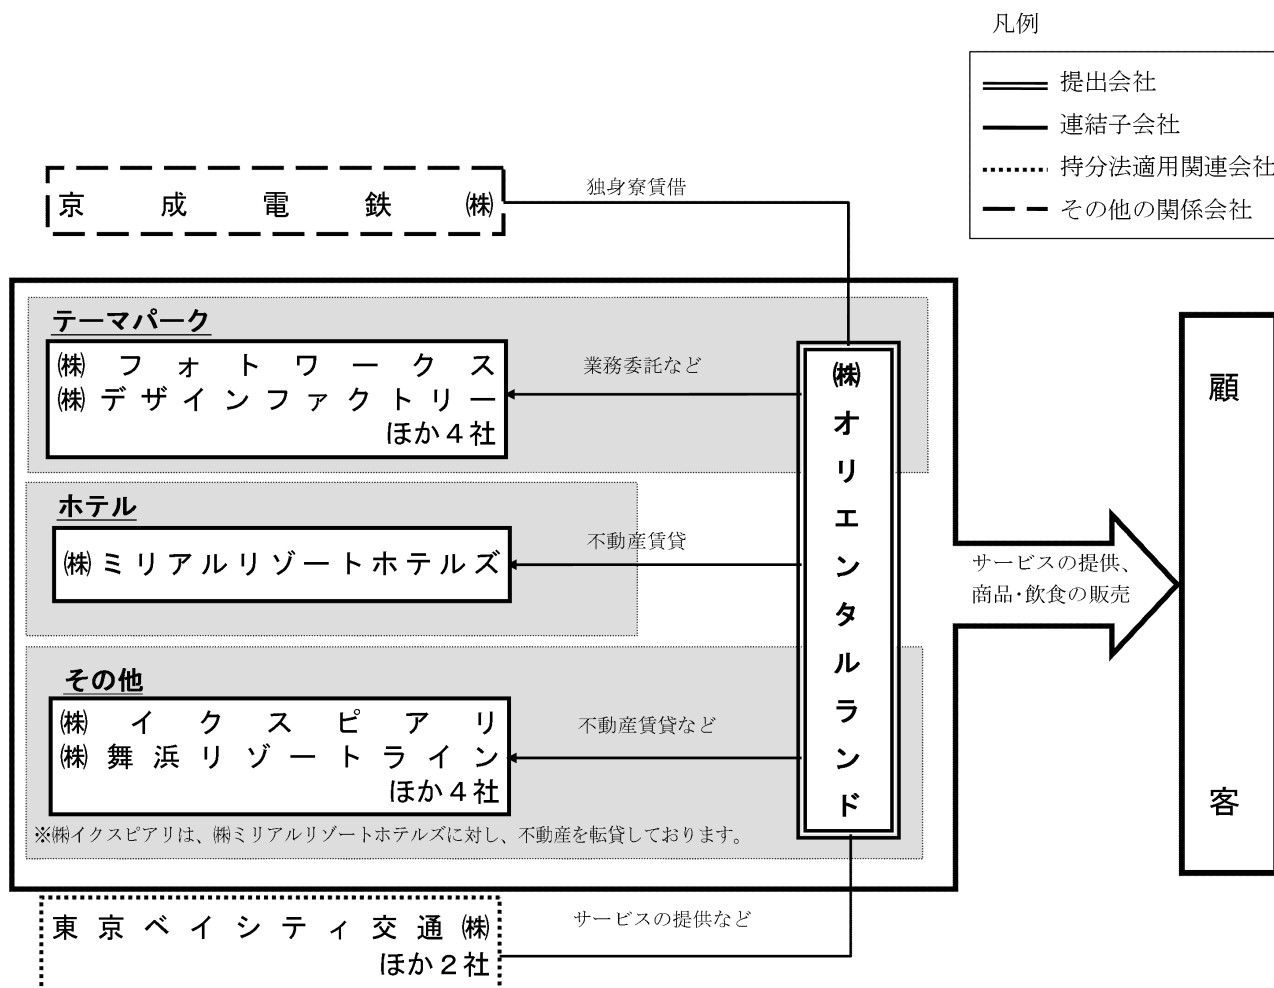 凡例
提出会社
連結子会社
持分法適用関連会社
その他の関係会社
京成電鉄㈱
独身寮賃借
テーマパーク
㈱フォトワークス
㈱デザインファクトリー
ほか４社
業務委託など
㈱オリエンタルランド
ホテル
㈱ミリアルリゾートホテルズ
不動産賃貸
その他
㈱イクスピアリ
㈱舞浜リゾートライン
ほか４社
不動産賃貸など
※㈱イクスピアリは、㈱ミリアルリゾートホテルズに対し、不動産を転貸しております。
サービスの提供、
商品・飲食の販売
顧客
東京ベイシティ交通㈱
ほか２社
サービスの提供など